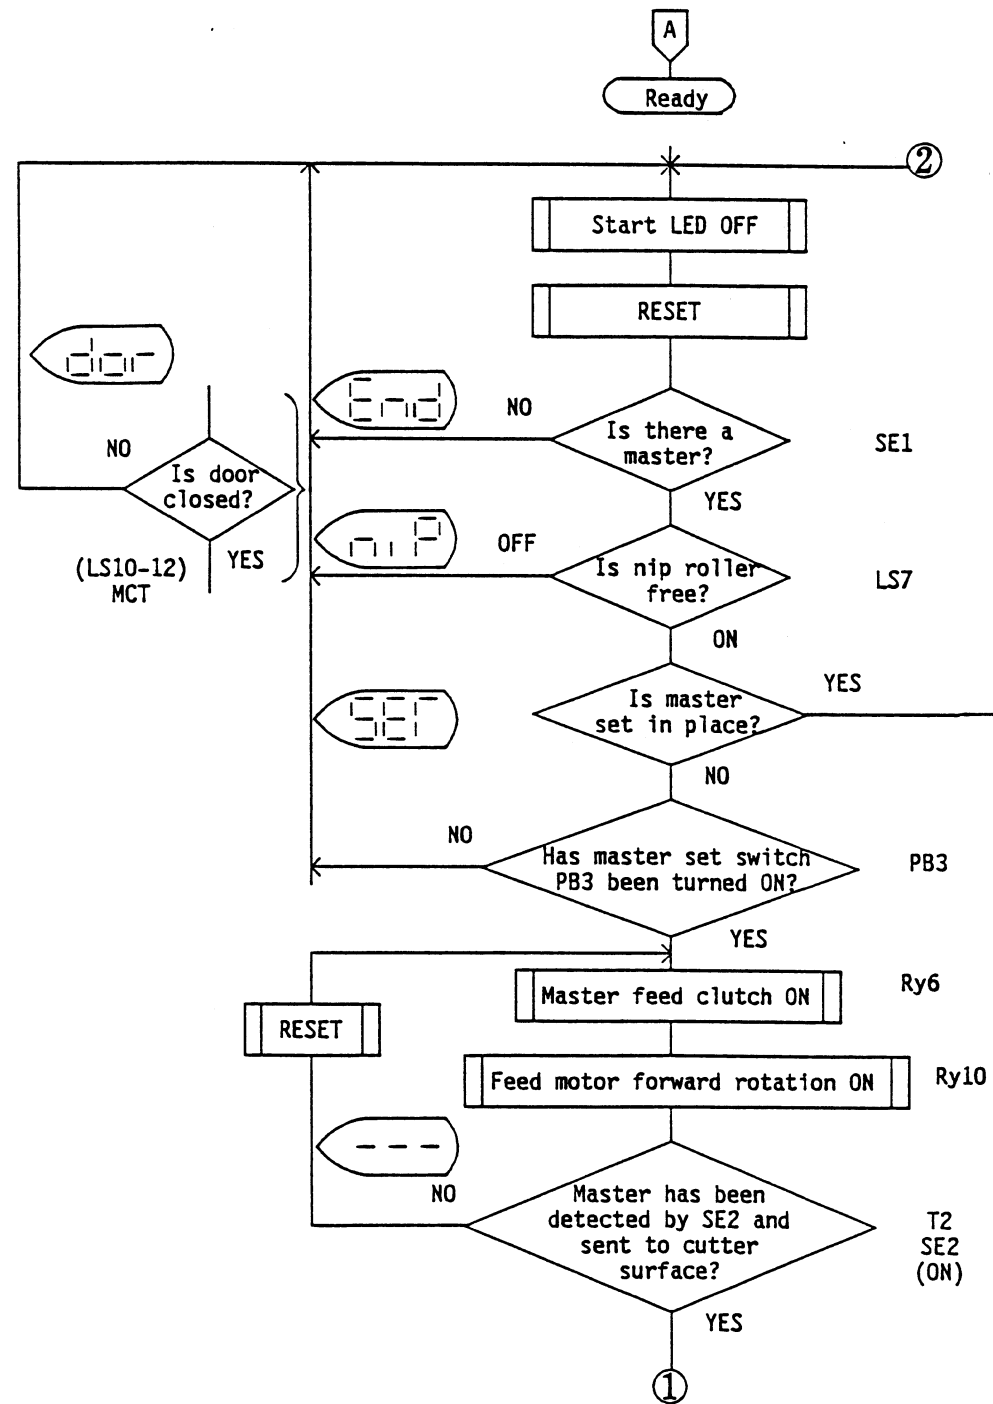 A
Ready
2
Start LED OFF
RESET
dor
End
NO
Is there a
master?
SE1
YES
NO
Is door
closed?
YES
(LS10-12)
MCT
niP
OFF
Is nip roller
free?
LS7
ON
YES
Is master
set in place?
SET
NO
NO
Has master set switch
PB3 been turned ON?
PB3
YES
Master feed clutch ON
Ry6
RESET
Feed motor forward rotation ON
Ry10
---
NO
Master has been
detected by SE2 and
sent to cutter
surface?
T2
SE2
(ON)
YES
1